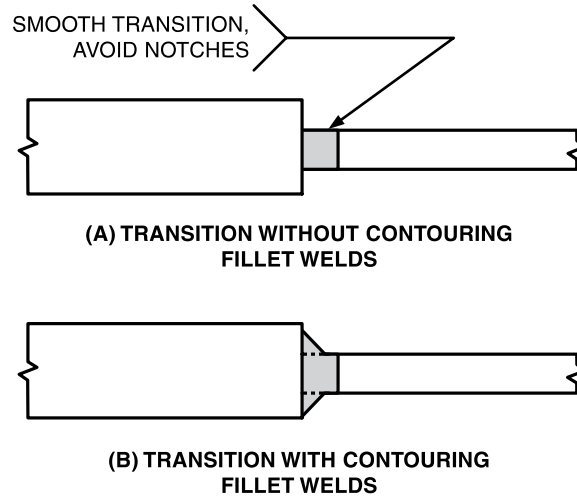 SMOOTH TRANSITION,
AVOID NOTCHES
(A) TRANSITION WITHOUT CONTOURING
FILLET WELDS
(B) TRANSITION WITH CONTOURING
FILLET WELDS